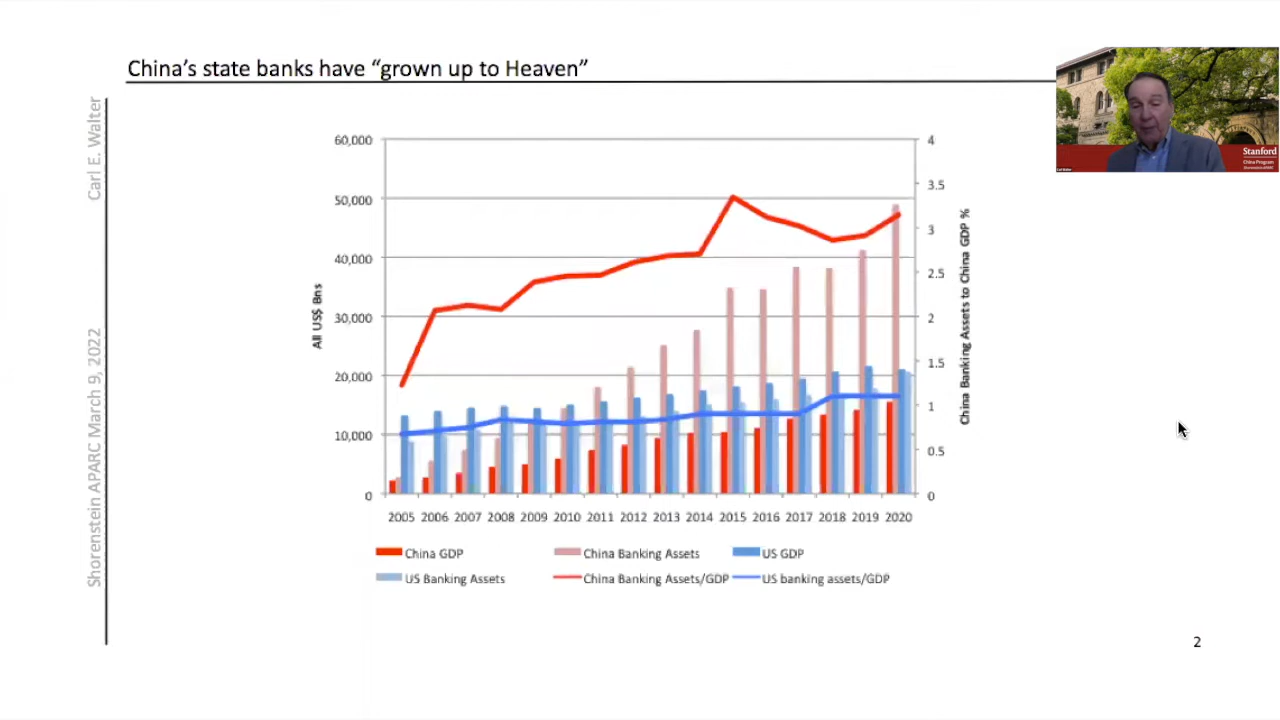 China's state banks have “grown up to Heaven”
Carl E. Walter
Shorenstein APARC March 9, 2022
Stanford
China Program
60,000
50,000
40,000
30,000
20,000
10,000
0
All US$ Bns
4
3.5
3
2.5
2
1.5
1
0.5
0
China Banking Assets to China GDP %
2005 2006 2007 2008 2009 2010 2011 2012 2013 2014 2015 2016 2017 2018 2019 2020
China GDP China Banking Assets US GDP
US Banking Assets China Banking Assets/GDP US banking assets/GDP
2